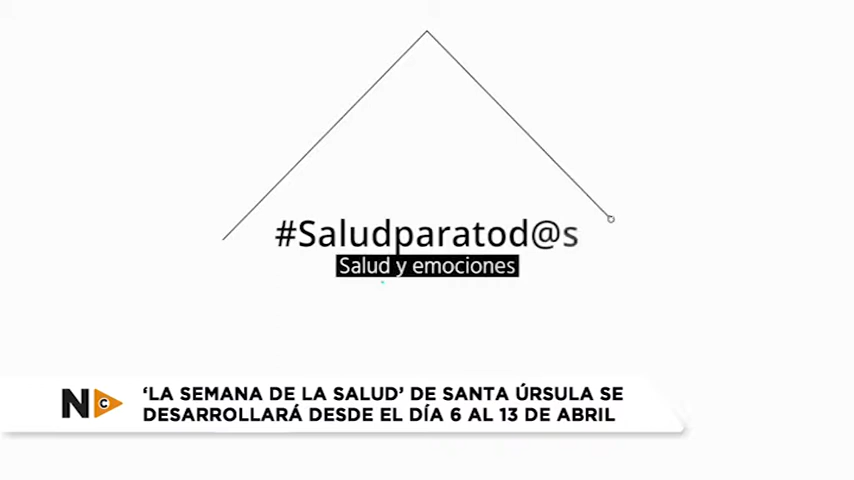 #Saludparatod@s
Salud y emociones
NC
‘LA SEMANA DE LA SALUD’ DE SANTA ÚRSULA SE
DESARROLLARÁ DESDE EL DÍA 6 AL 13 DE ABRIL